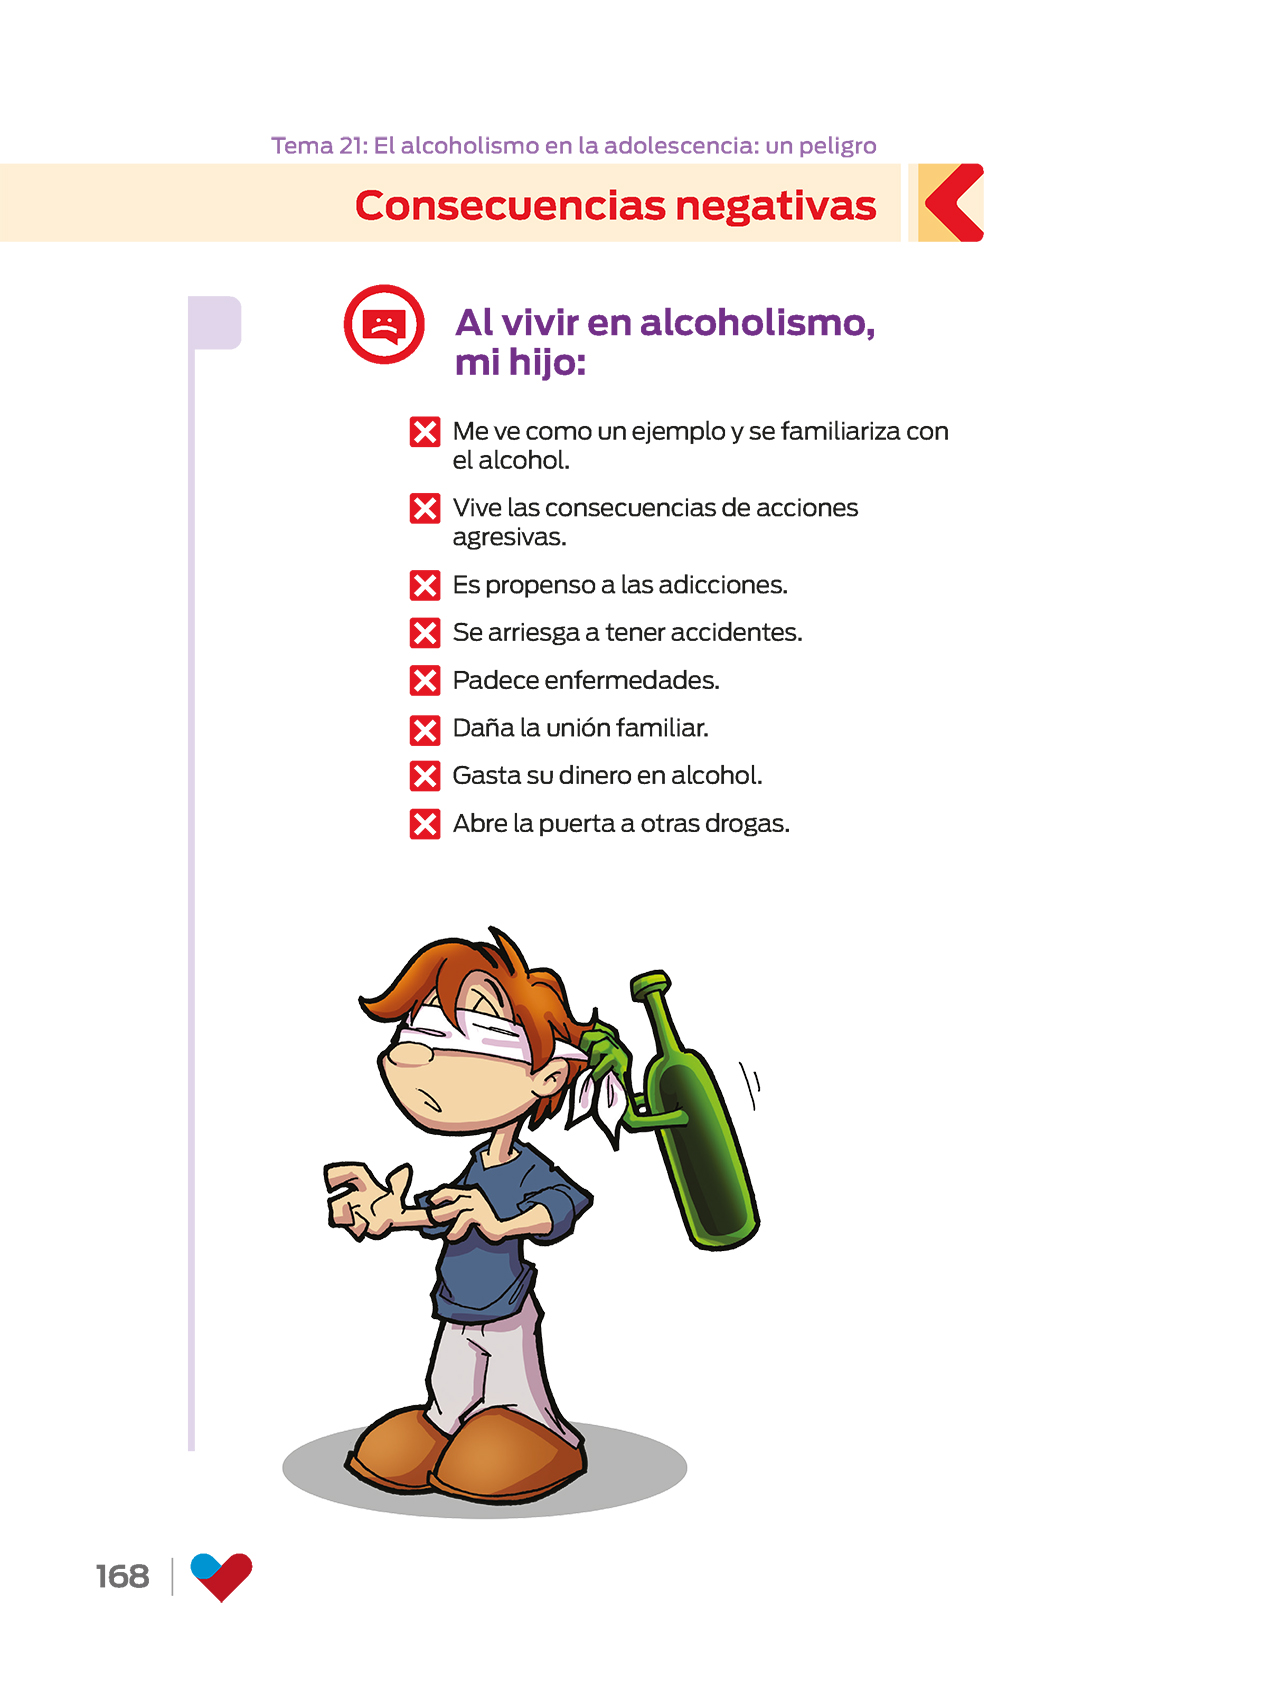 Tema 21: El alcoholismo en la adolescencia: un peligro
Consecuencias negativas
Al vivir en alcoholismo,
mi hijo:
Me ve como un ejemplo y se familiariza con
el alcohol.
Vive las consecuencias de acciones
agresivas.
Es propenso a las adicciones.
Se arriesga a tener accidentes.
Padece enfermedades.
Daña la unión familiar.
Gasta su dinero en alcohol.
Abre la puerta a otras drogas.
168